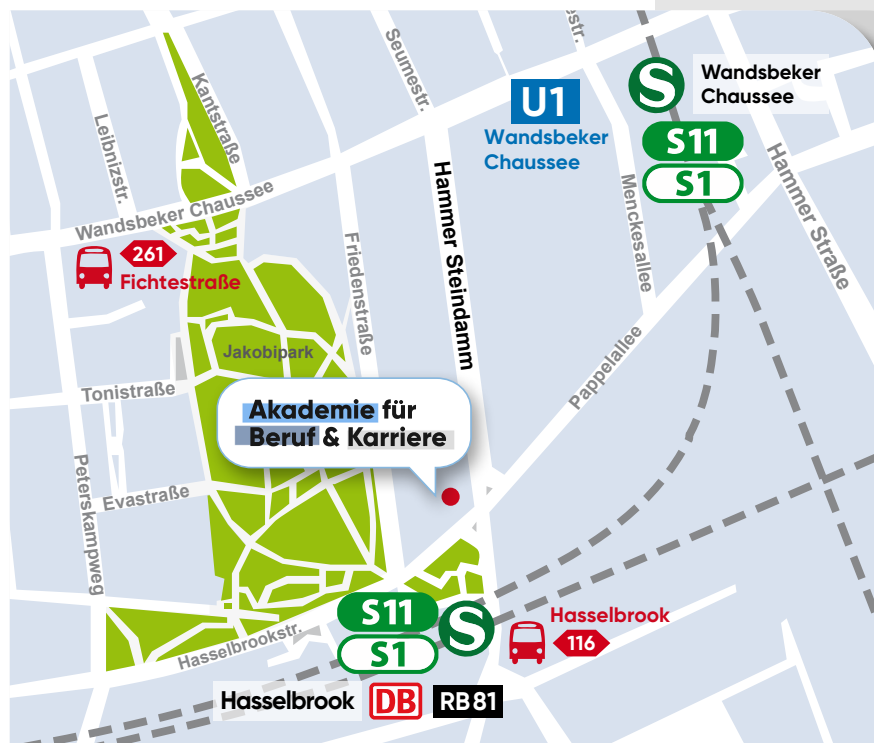 Seumestr.
Kantstraße
Leibnizstr.
Wandsbeker Chaussee
261
Fichtestraße
U1
Wandsbeker
Chaussee
S
Wandsbeker
Chaussee
S11
S1
Hammer Steindamm
Menckesallee
Hammer Straße
Friedenstraße
Jakobipark
Pappelallee
Tonistraße
Akademie für
Beruf & Karriere
Peterskampweg
Evastraße
Hasselbrookstr.
S11
S1
S
Hasselbrook
116
Hasselbrook
DB
RB81